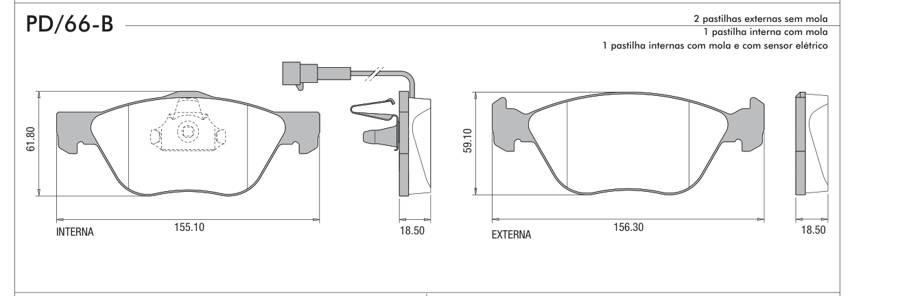 PD/66-B
2 pastilhas externas sem mola
1 pastilha interna com mola
1 pastilha internas com mola e com sensor elétrico
61.80
155.10
INTERNA
18.50
59.10
156.30
EXTERNA
18.50